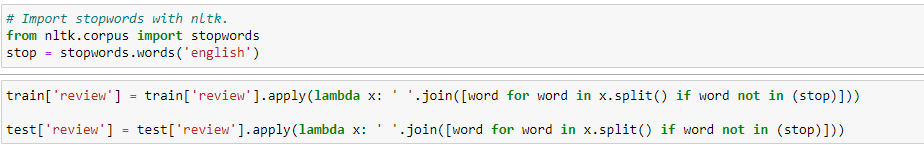 # Import stopwords with nltk.
from nltk.corpus import stopwords
stop = stopwords.words('english')
train['review'] = train['review'].apply(lambda x: ' '.join([word for word in x.split() if word not in (stop)]))
test['review'] = test['review'].apply(lambda x: ' '.join([word for word in x.split() if word not in (stop)]))